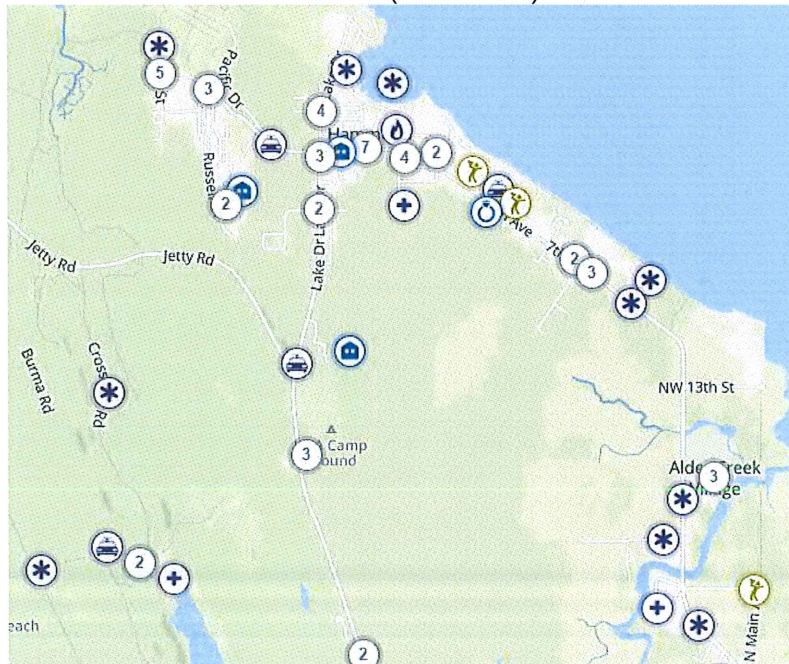 5
St
3
Pacific Dr
4
3
7
4
2
Russell
2
2
Lake Dr
Ave
7th
2
3
Jetty Rd
Jetty Rd
Burma Rd
Cross
Rd
NW 13th St
3
Camp
ound
3
Alder Creek
Village
2
each
N Main
2